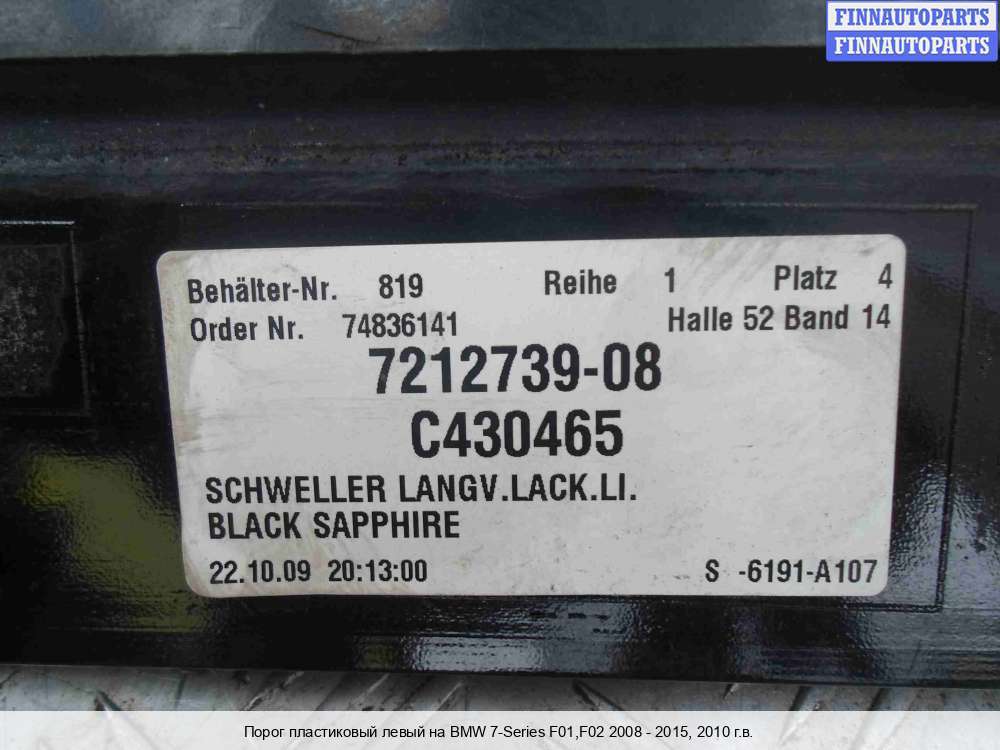 FINNAUTOPARTS
FINNAUTOPARTS
Behälter-Nr. 819 Reihe 1 Platz 4
Order Nr. 74836141 Halle 52 Band 14
7212739-08
C430465
SCHWELLER LANGV.LACK.LI.
BLACK SAPPHIRE
22.10.09 20:13:00 S -6191-A107
Порог пластиковый левый на BMW 7-Series F01,F02 2008 - 2015, 2010 г.в.